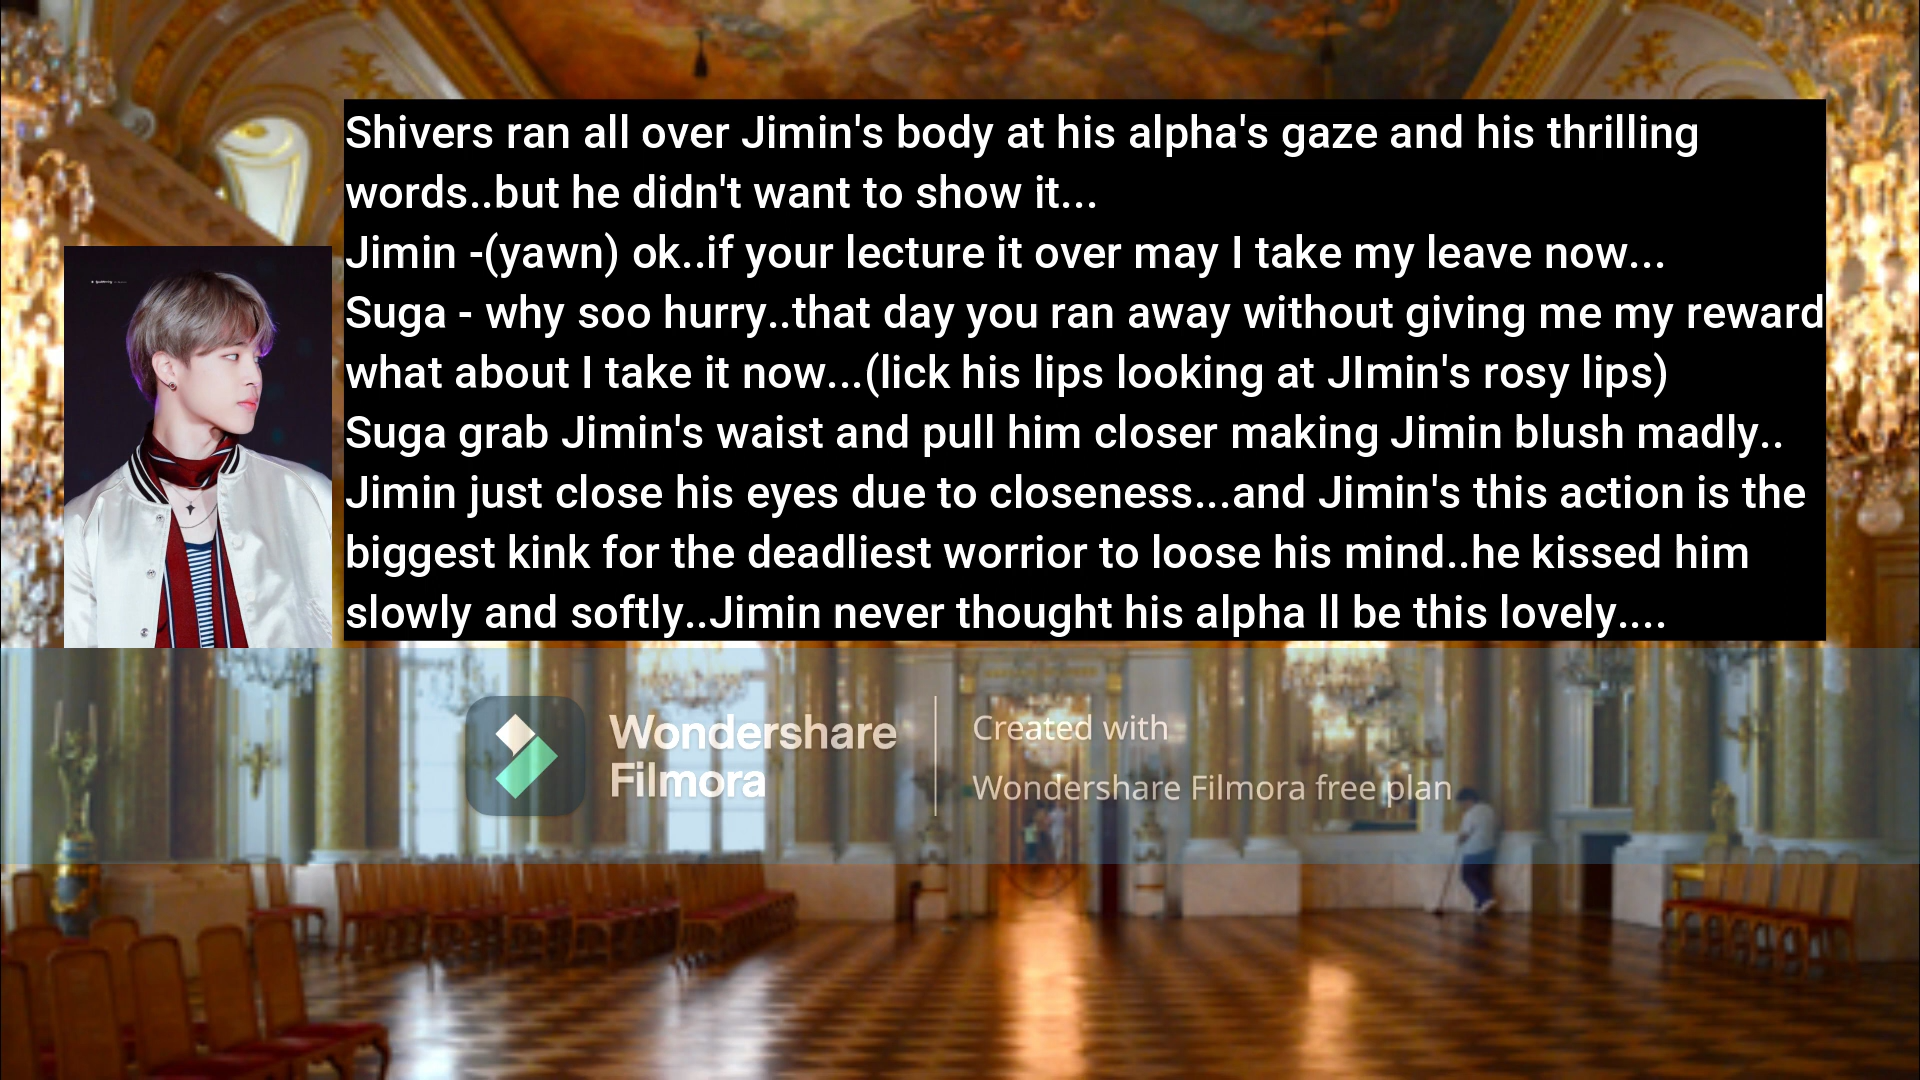 Shivers ran all over Jimin's body at his alpha's gaze and his thrilling
words..but he didn't want to show it...
Jimin -(yawn) ok..if your lecture it over may I take my leave now...
Suga - why soo hurry..that day you ran away without giving me my reward
what about I take it now...(lick his lips looking at JImin's rosy lips)
Suga grab Jimin's waist and pull him closer making Jimin blush madly..
Jimin just close his eyes due to closeness...and Jimin's this action is the
biggest kink for the deadliest worrior to loose his mind..he kissed him
slowly and softly..Jimin never thought his alpha ll be this lovely....
Wondershare
Filmora
Created with
Wondershare Filmora free plan